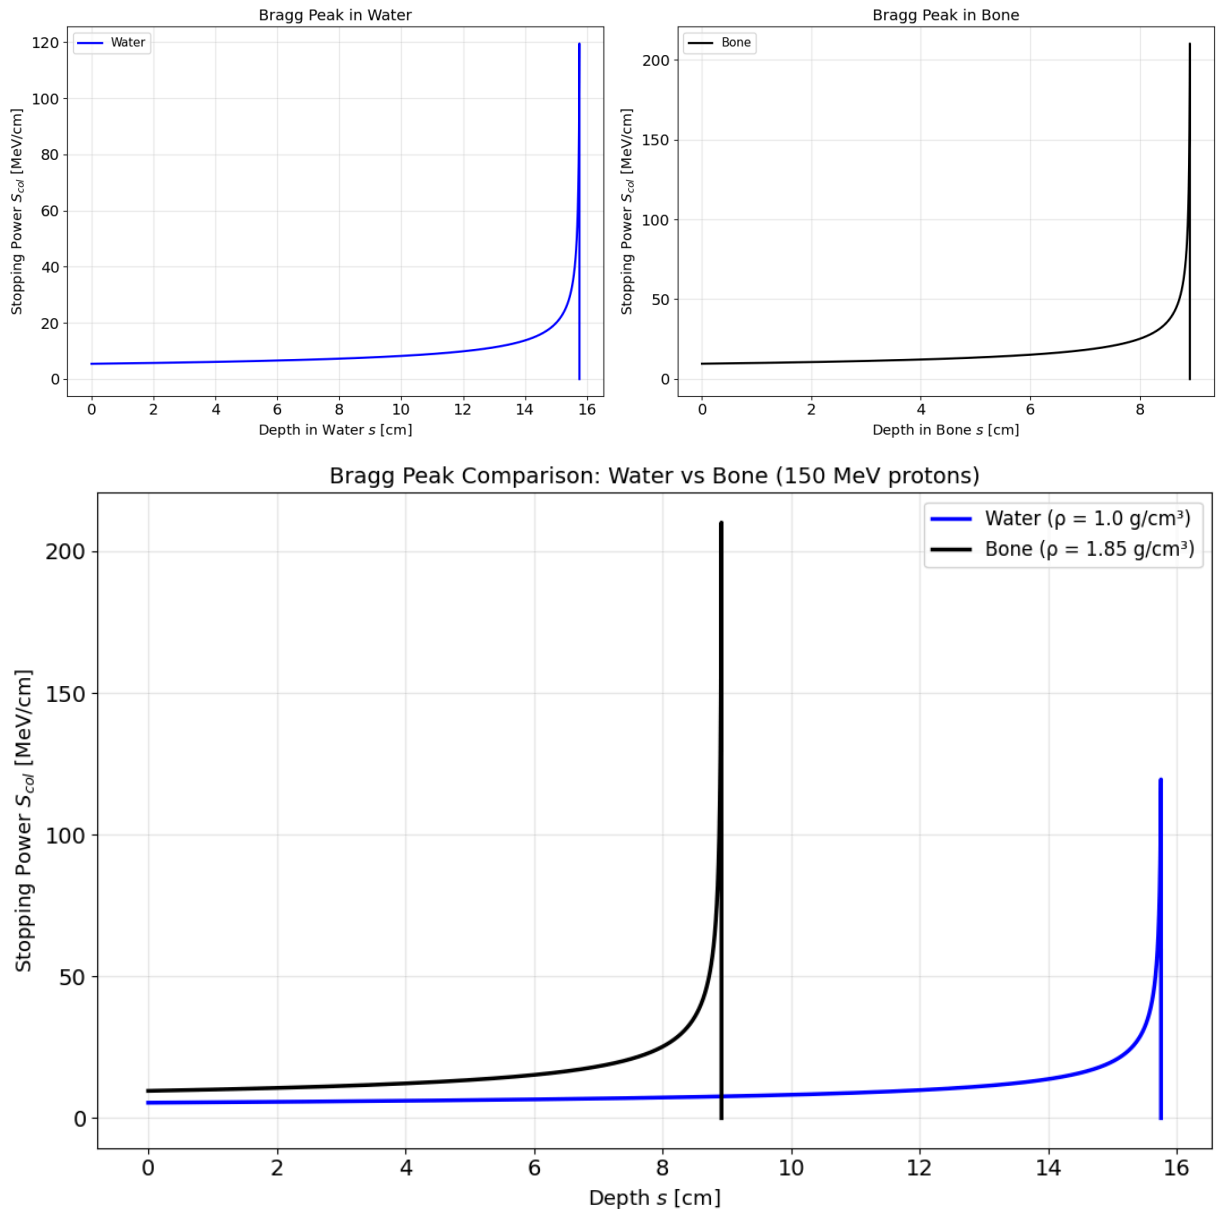 Bragg Peak in Water
Water
120
100
80
60
40
20
0
Stopping Power S_col [MeV/cm]
0 2 4 6 8 10 12 14 16
Depth in Water s [cm]
Bragg Peak in Bone
Bone
200
150
100
50
0
Stopping Power S_col [MeV/cm]
0 2 4 6 8
Depth in Bone s [cm]
Bragg Peak Comparison: Water vs Bone (150 MeV protons)
Water (ρ = 1.0 g/cm³)
Bone (ρ = 1.85 g/cm³)
200
150
100
50
0
Stopping Power S_col [MeV/cm]
0 2 4 6 8 10 12 14 16
Depth s [cm]